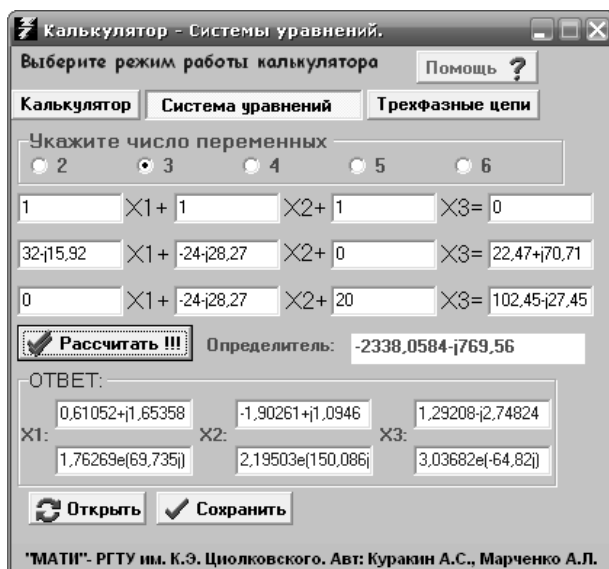 Калькулятор - Системы уравнений.
Выберите режим работы калькулятора Помощь ?
Калькулятор Система уравнений Трехфазные цепи
Укажите число переменных
2 3 4 5 6
1 X1+ 1 X2+ 1 X3= 0
32-j15,92 X1+ -24-j28,27 X2+ 0 X3= 22,47+j70,71
0 X1+ -24-j28,27 X2+ 20 X3= 102,45-j27,45
Рассчитать !!! Определитель: -2338,0584-j769,56
ОТВЕТ:
0,61052+j1,65358 -1,90261+j1,0946 1,29208-j2,74824
X1: X2: X3:
1,76269e(69,735j) 2,19503e(150,086j 3,03682e(-64,82j)
Открыть Сохранить
"МАТИ"- РГТУ им. К.Э. Циолковского. Авт: Куракин А.С., Марченко А.Л.